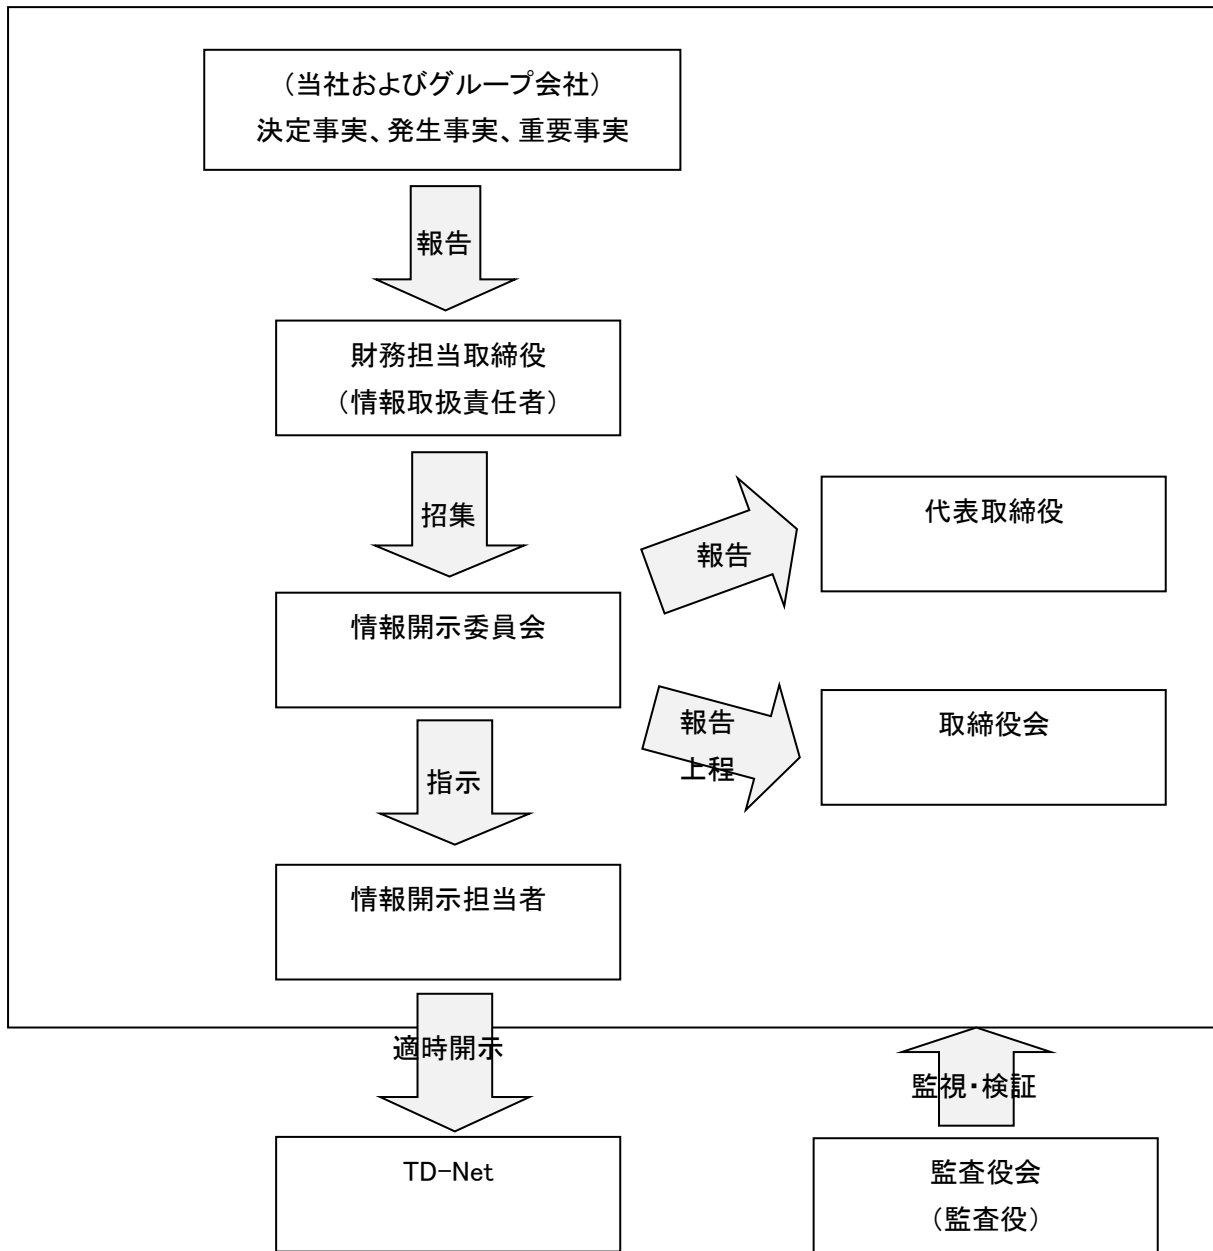 （当社およびグループ会社）
決定事実、発生事実、重要事実
報告
財務担当取締役
（情報取扱責任者）
招集
報告
代表取締役
情報開示委員会
報告
上程
取締役会
指示
情報開示担当者
適時開示
監視・検証
TD-Net
監査役会
（監査役）